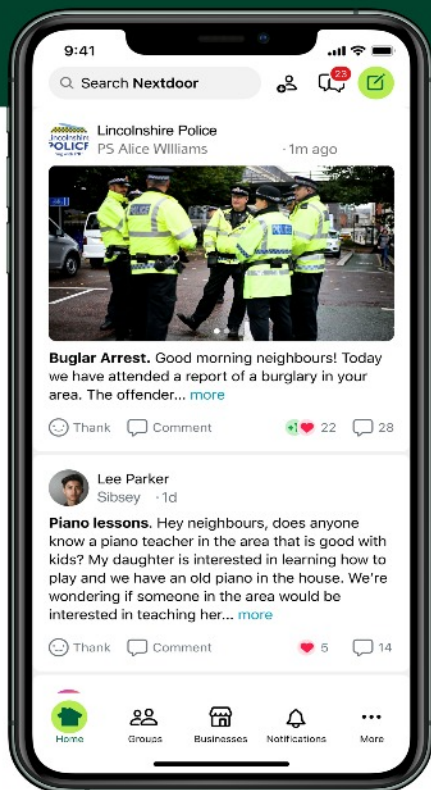 9:41
Search Nextdoor
23
Lincolnshire
POLICE
Lincolnshire Police
PS Alice WIlliams · 1m ago
POLICE
Buglar Arrest. Good morning neighbours! Today
we have attended a report of a burglary in your
area. The offender... more
Thank Comment +1 22 28
Lee Parker
Sibsey · 1d
Piano lessons. Hey neighbours, does anyone
know a piano teacher in the area that is good with
kids? My daughter is interested in learning how to
play and we have an old piano in the house. We're
wondering if someone in the area would be
interested in teaching her... more
Thank Comment 5 14
Home Groups Businesses Notifications More